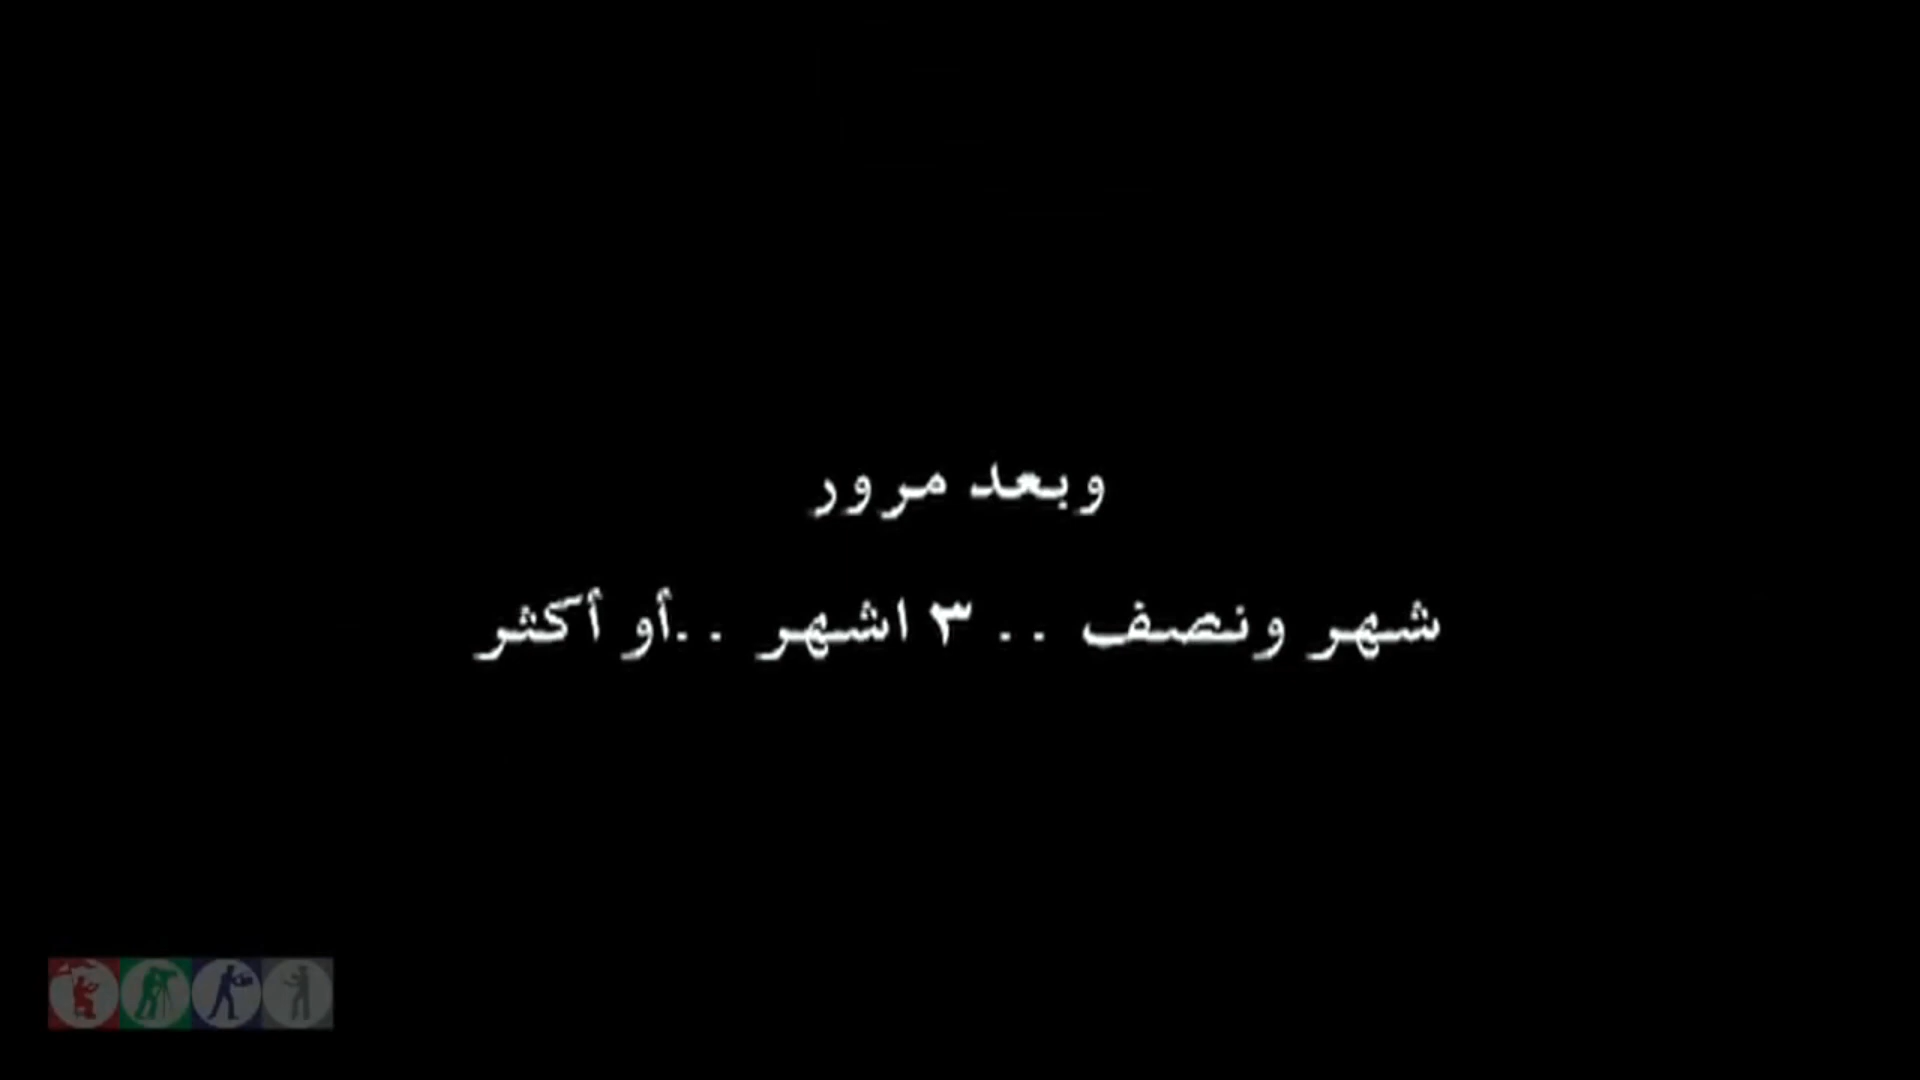 وبعد مرور
شهر ونصف .. ٣ اشهر ..أو أكثر